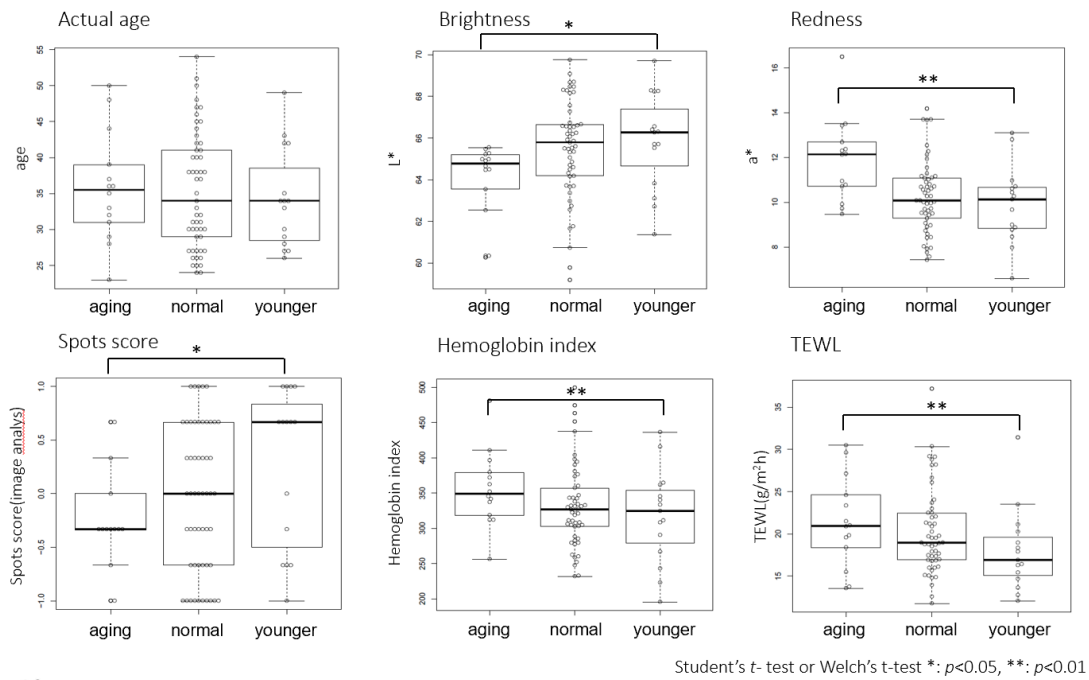 Actual age
Brightness
Redness
*
**
55
50
45
40
35
30
25
age
70
68
66
64
62
60
L*
16
14
12
10
8
a*
aging normal younger
aging normal younger
aging normal younger
Spots score
Hemoglobin index
TEWL
*
**
**
1.0
0.5
0.0
-0.5
-1.0
Spots score(image analys)
500
450
400
350
300
250
200
Hemoglobin index
35
30
25
20
15
TEWL(g/m²h)
aging normal younger
aging normal younger
aging normal younger
Student's t- test or Welch's t-test *: p<0.05, **: p<0.01